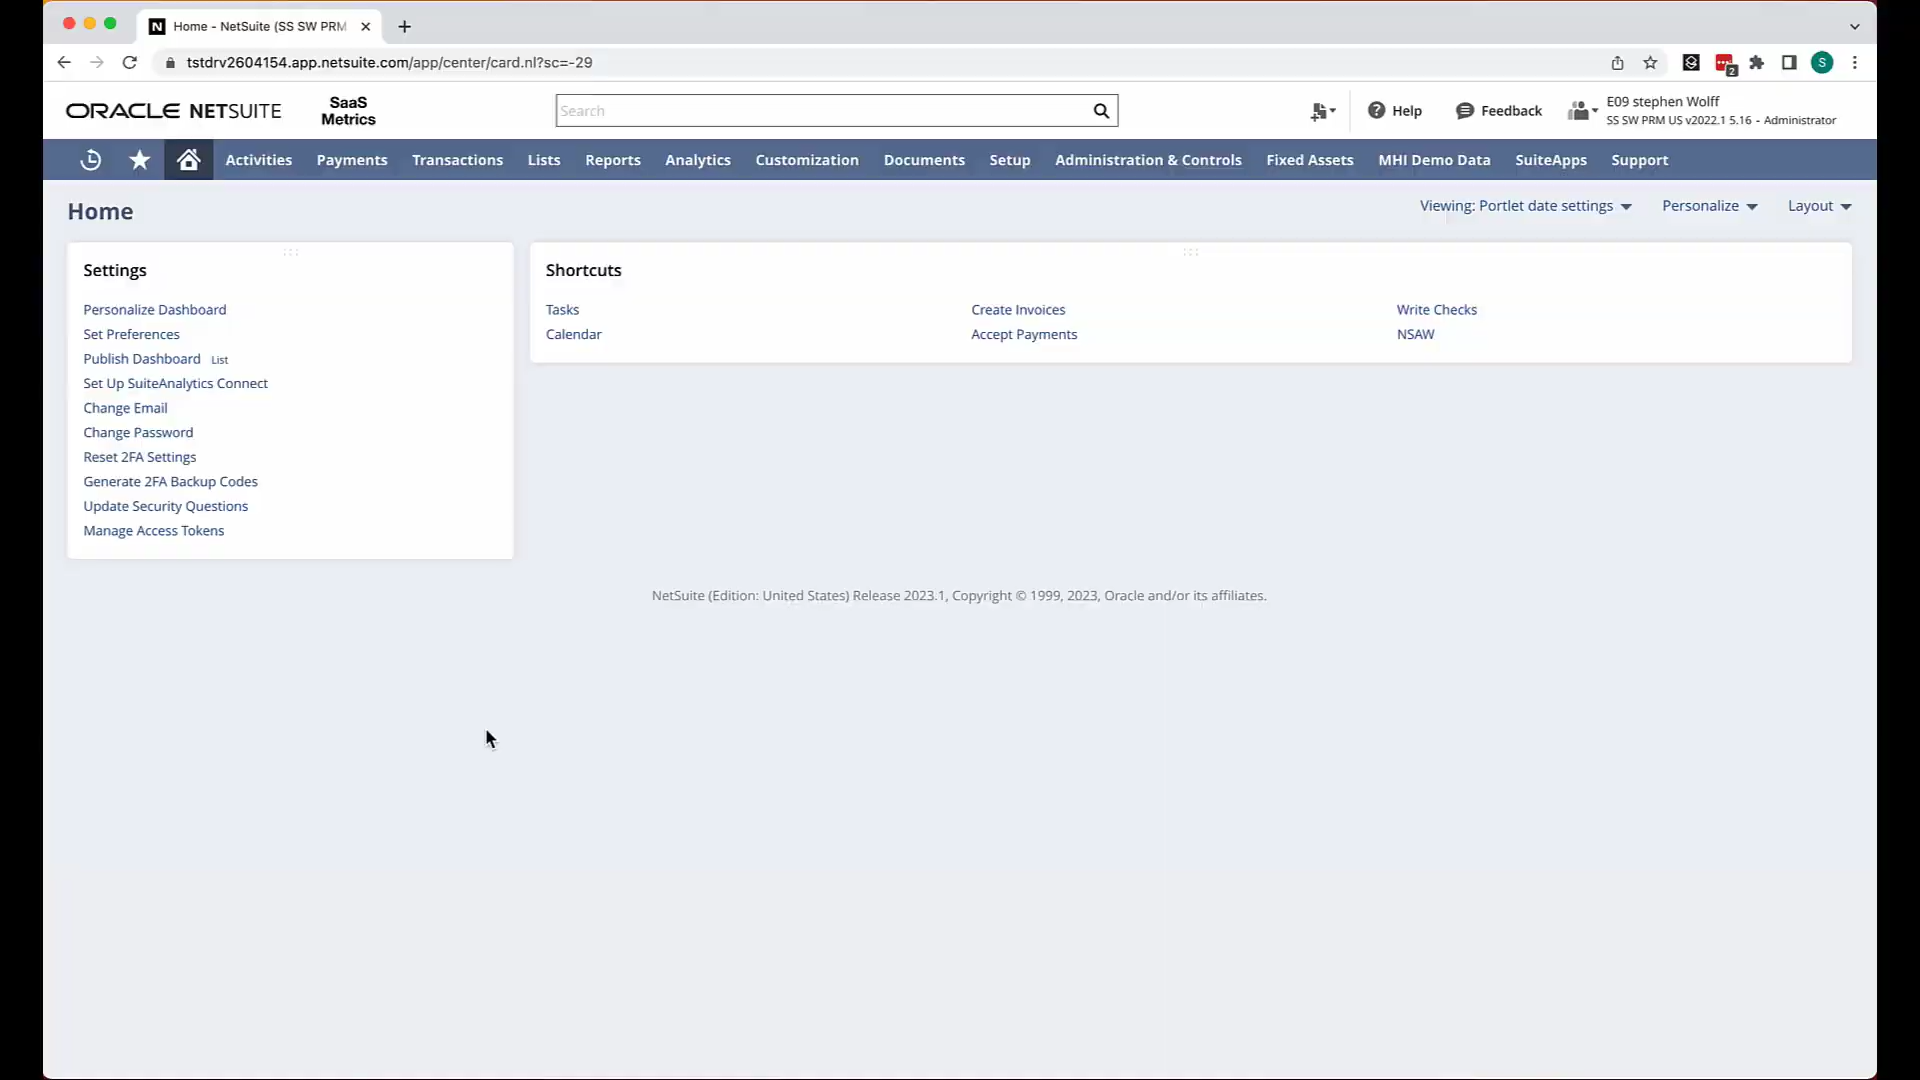 Home - NetSuite (SS SW PRM
tstdrv2604154.app.netsuite.com/app/center/card.nl?sc=-29
2
S
ORACLE NETSUITE
SaaS
Metrics
Search
Help
Feedback
E09 stephen Wolff
SS SW PRM US v2022.1 5.16 - Administrator
Activities Payments Transactions Lists Reports Analytics Customization Documents Setup Administration & Controls Fixed Assets MHI Demo Data SuiteApps Support
Home
Viewing: Portlet date settings Personalize Layout
Settings
Personalize Dashboard
Set Preferences
Publish Dashboard List
Set Up SuiteAnalytics Connect
Change Email
Change Password
Reset 2FA Settings
Generate 2FA Backup Codes
Update Security Questions
Manage Access Tokens
Shortcuts
Tasks Create Invoices Write Checks
Calendar Accept Payments NSAW
NetSuite (Edition: United States) Release 2023.1, Copyright © 1999, 2023, Oracle and/or its affiliates.